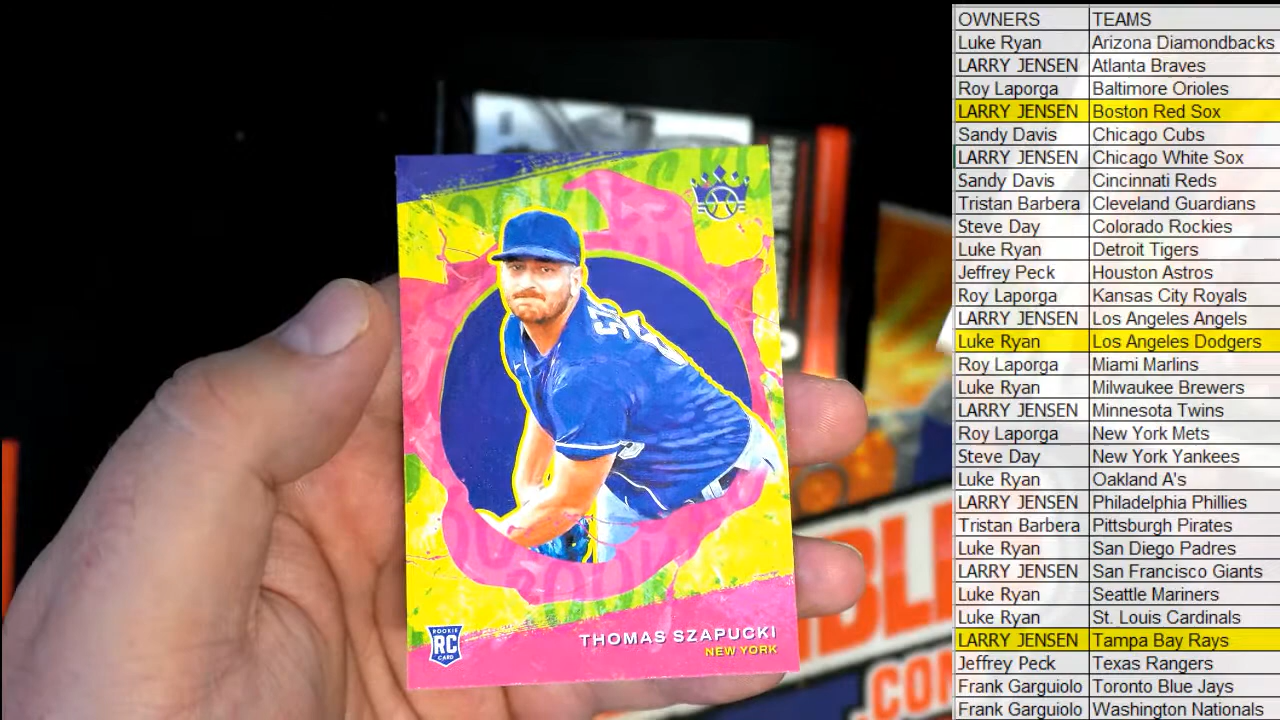 OWNERS TEAMS
Luke Ryan Arizona Diamondbacks
LARRY JENSEN Atlanta Braves
Roy Laporga Baltimore Orioles
LARRY JENSEN Boston Red Sox
Sandy Davis Chicago Cubs
LARRY JENSEN Chicago White Sox
Sandy Davis Cincinnati Reds
Tristan Barbera Cleveland Guardians
Steve Day Colorado Rockies
Luke Ryan Detroit Tigers
Jeffrey Peck Houston Astros
Roy Laporga Kansas City Royals
LARRY JENSEN Los Angeles Angels
Luke Ryan Los Angeles Dodgers
Roy Laporga Miami Marlins
Luke Ryan Milwaukee Brewers
LARRY JENSEN Minnesota Twins
Roy Laporga New York Mets
Steve Day New York Yankees
Luke Ryan Oakland A's
LARRY JENSEN Philadelphia Phillies
Tristan Barbera Pittsburgh Pirates
Luke Ryan San Diego Padres
LARRY JENSEN San Francisco Giants
Luke Ryan Seattle Mariners
Luke Ryan St. Louis Cardinals
LARRY JENSEN Tampa Bay Rays
Jeffrey Peck Texas Rangers
Frank Garguiolo Toronto Blue Jays
Frank Garguiolo Washington Nationals
ROOKIE
RC
CARD
THOMAS SZAPUCKI
NEW YORK
.COM